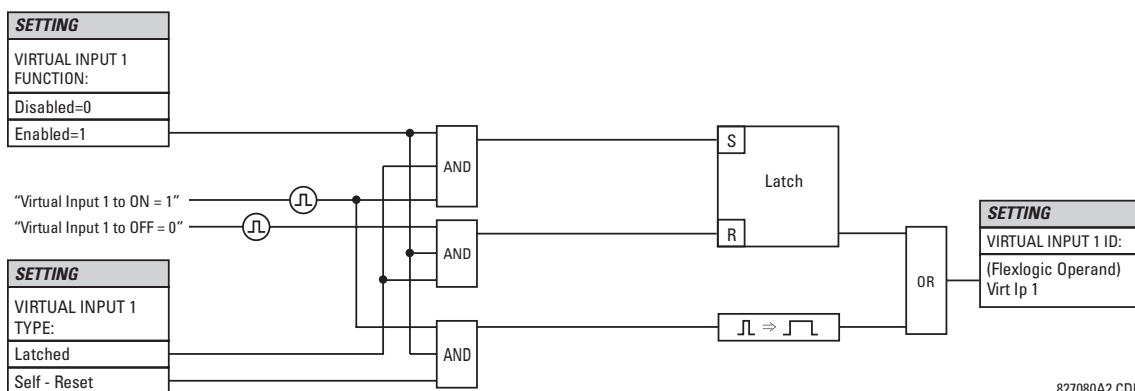 SETTING
VIRTUAL INPUT 1
FUNCTION:
Disabled=0
Enabled=1
"Virtual Input 1 to ON = 1"
"Virtual Input 1 to OFF = 0"
SETTING
VIRTUAL INPUT 1
TYPE:
Latched
Self - Reset
AND
AND
AND
S
Latch
R
OR
SETTING
VIRTUAL INPUT 1 ID:
(Flexlogic Operand)
Virt Ip 1